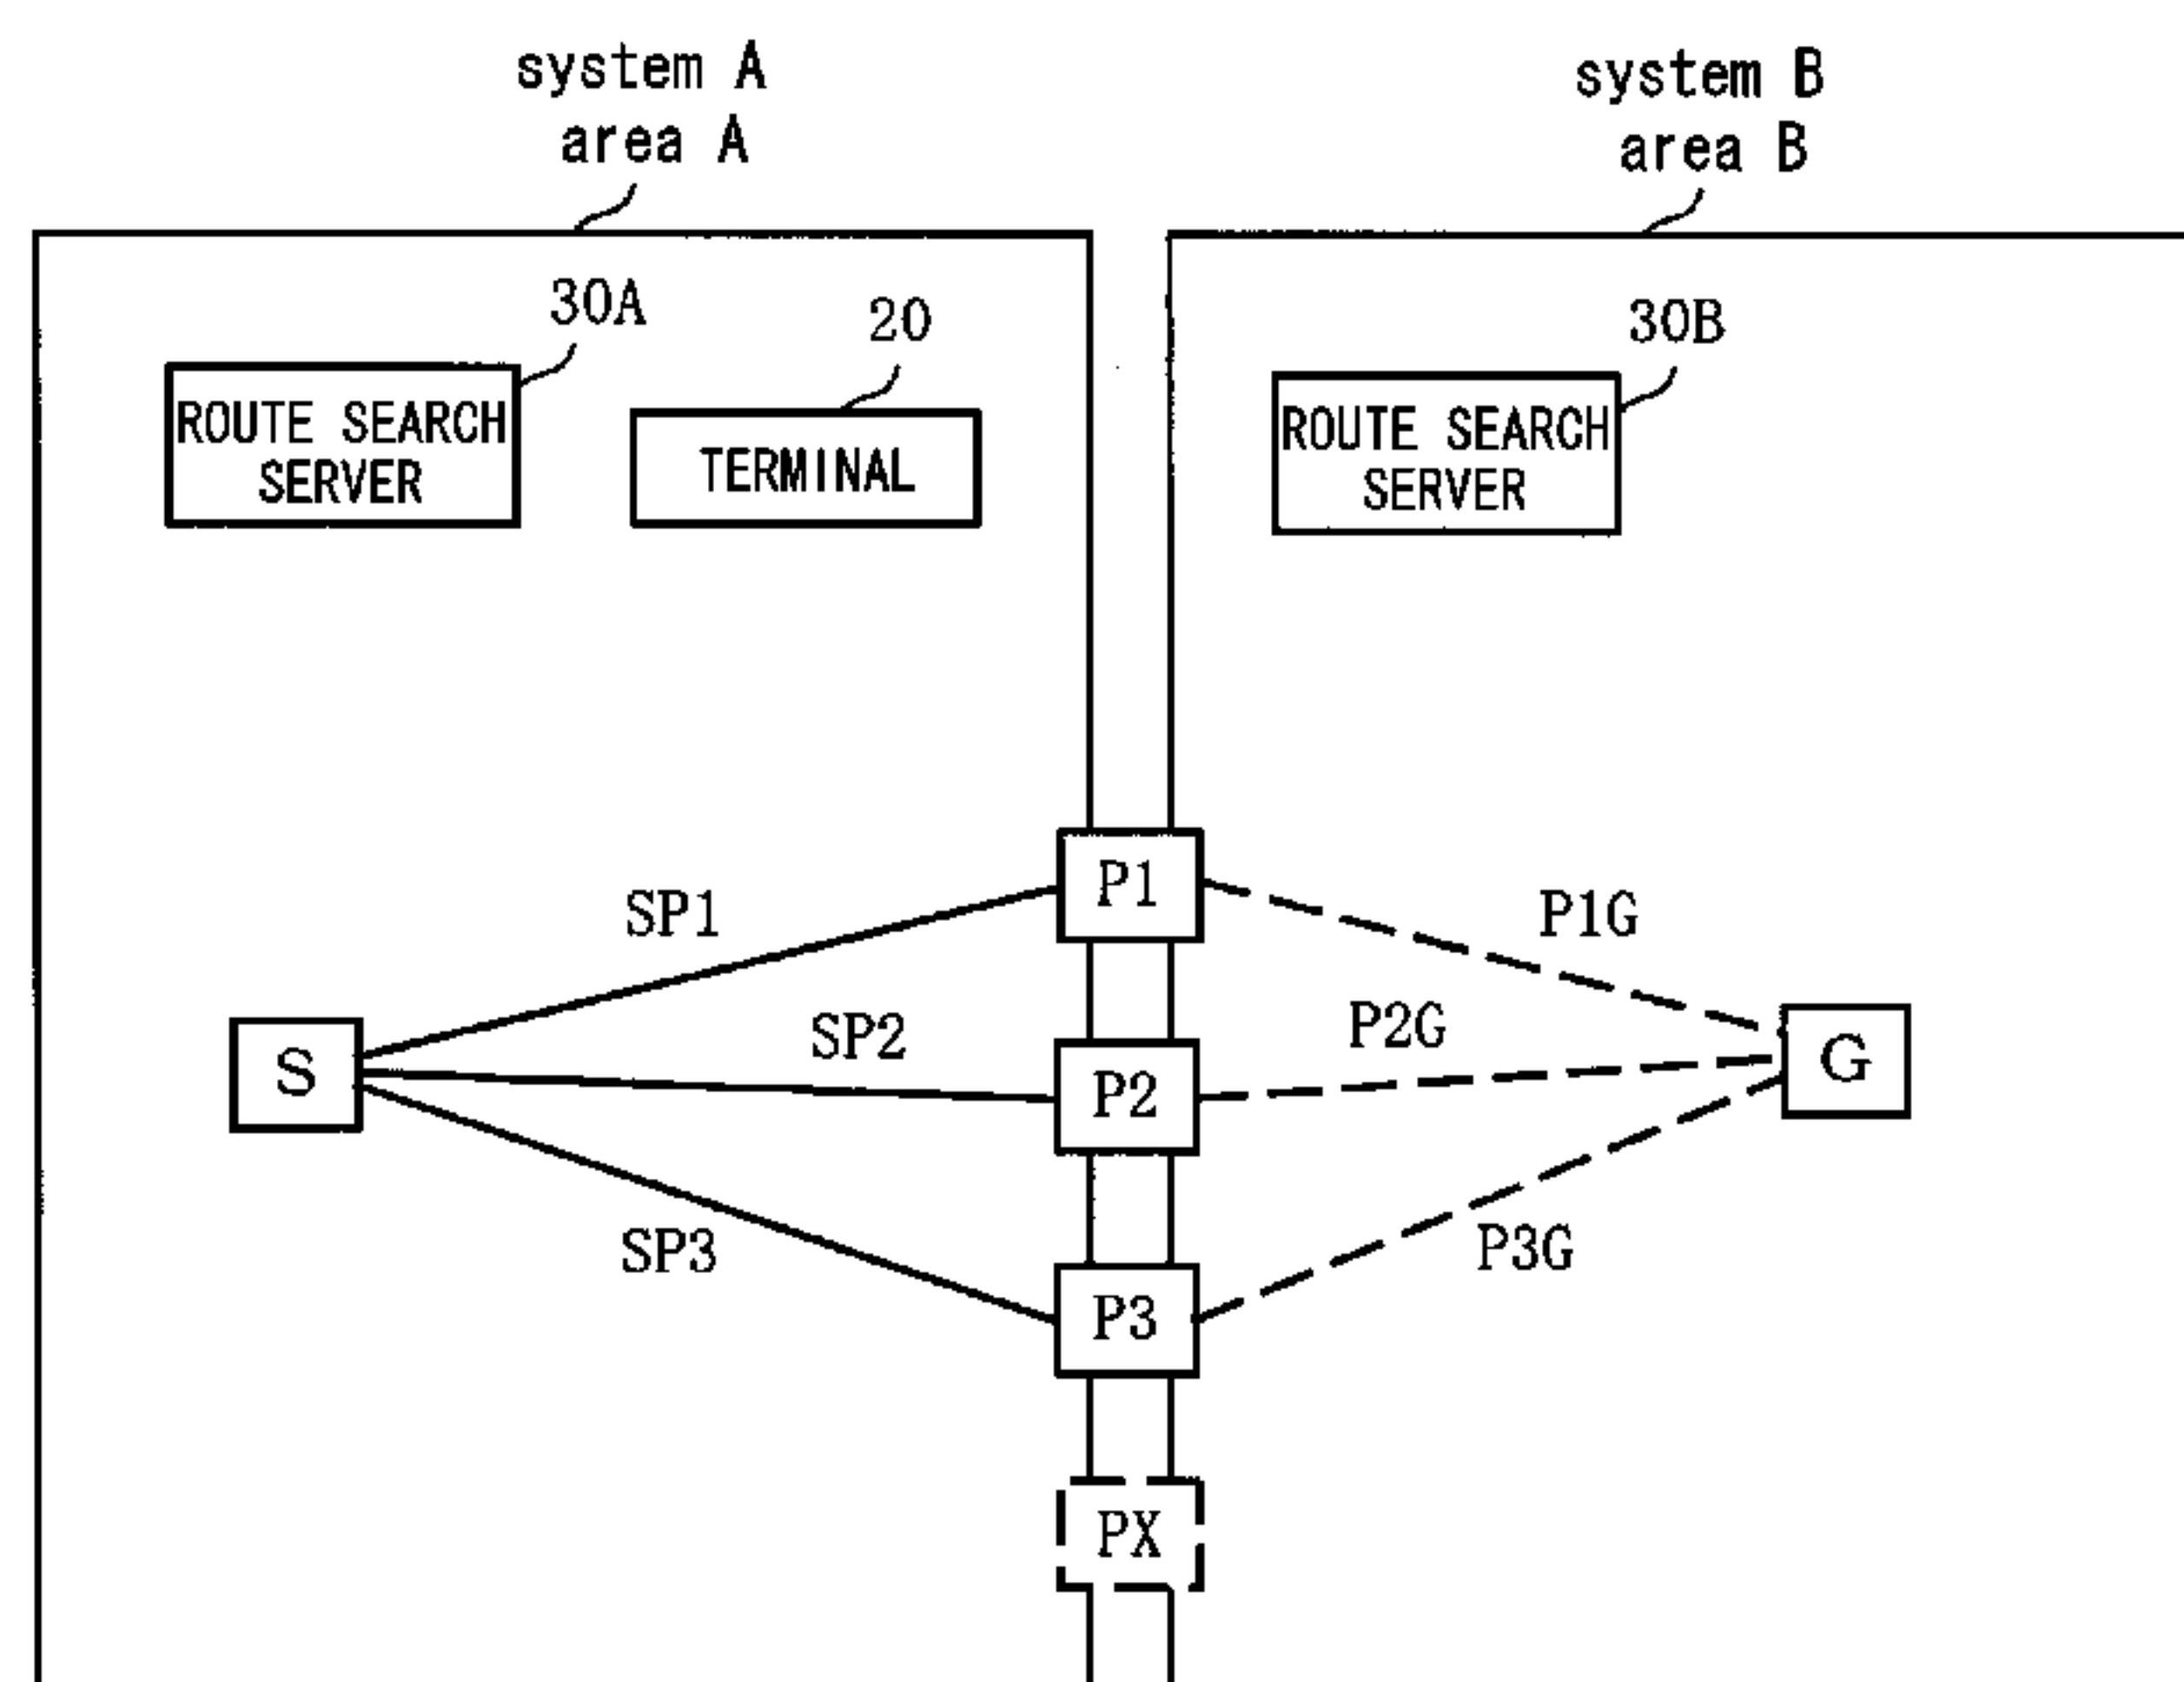 system A
area A
system B
area B
30A
20
30B
ROUTE SEARCH
SERVER
TERMINAL
ROUTE SEARCH
SERVER
P1
SP1
P1G
SP2
P2G
S
P2
G
SP3
P3G
P3
PX